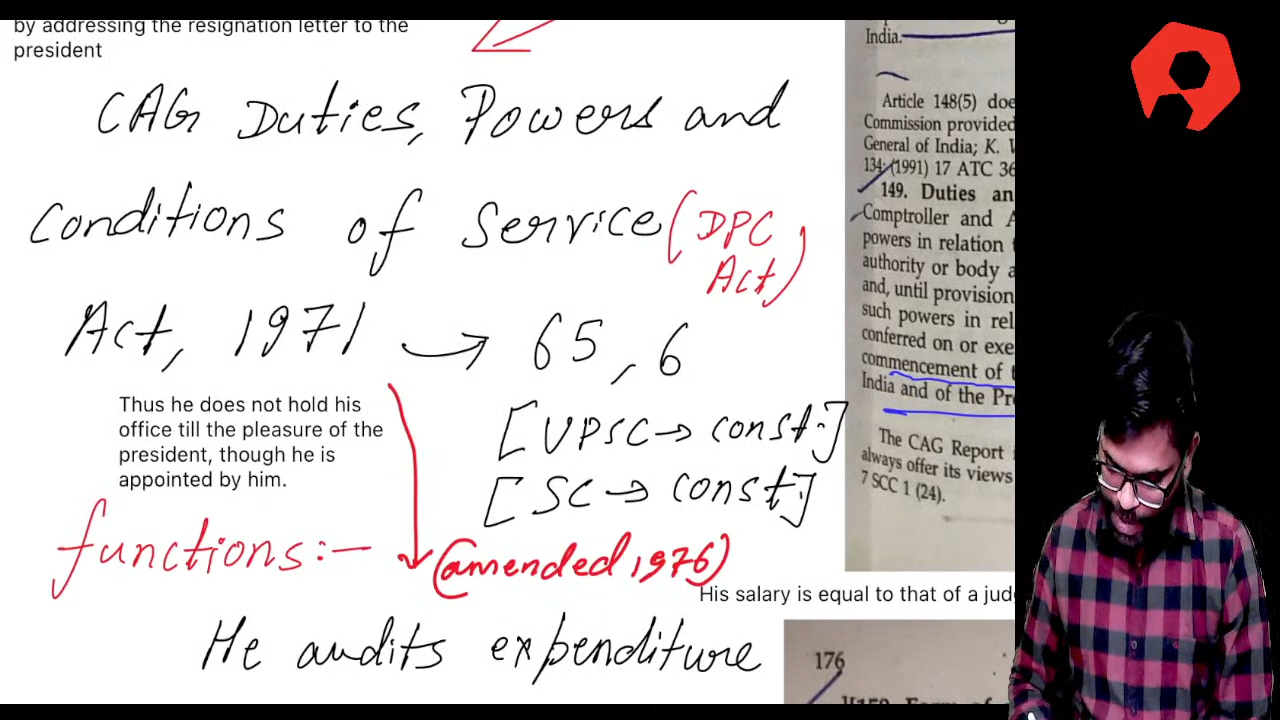 by addressing the resignation letter to the
president
CAG Duties, Powers and
Conditions of Service (DPC
Act)
Act, 1971 → 65, 6
[UPSC → const.]
[SC → const.]
Thus he does not hold his
office till the pleasure of the
president, though he is
appointed by him.
functions:-
(amended 1976)
He audits expenditure
India.
Article 148(5) doe
Commission provided
General of India; K.
134: (1991) 17 ATC 36
149. Duties an
Comptroller and A
powers in relation
authority or body a
and, until provision
such powers in rel
conferred on or exe
commencement of
India and of the Pr
The CAG Report
always offer its views
7 SCC 1 (24).
His salary is equal to that of a jud
176